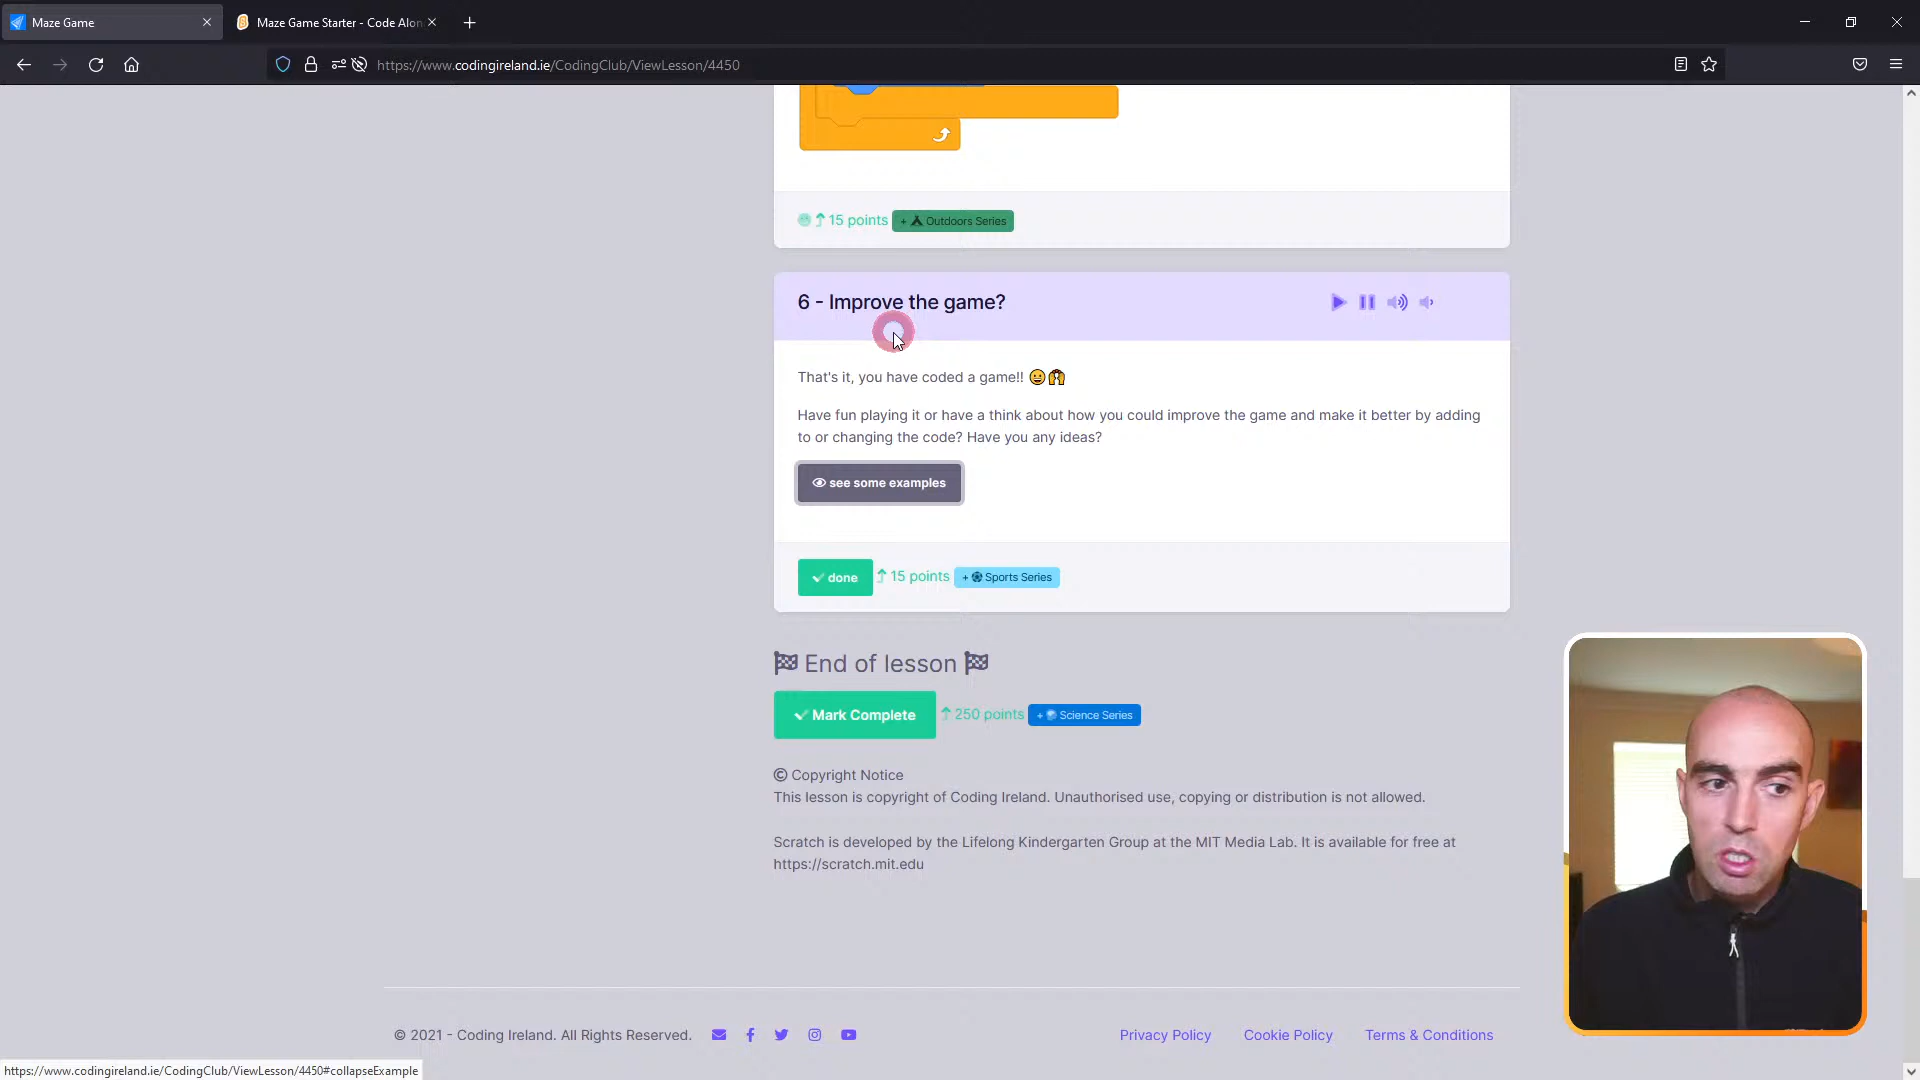 Maze Game
Maze Game Starter - Code Alon
https://www.codingireland.ie/CodingClub/ViewLesson/4450
15 points + Outdoors Series
6 - Improve the game?
That's it, you have coded a game!!
Have fun playing it or have a think about how you could improve the game and make it better by adding
to or changing the code? Have you any ideas?
see some examples
done 15 points + Sports Series
End of lesson
Mark Complete 250 points + Science Series
© Copyright Notice
This lesson is copyright of Coding Ireland. Unauthorised use, copying or distribution is not allowed.
Scratch is developed by the Lifelong Kindergarten Group at the MIT Media Lab. It is available for free at
https://scratch.mit.edu
© 2021 - Coding Ireland. All Rights Reserved.
Privacy Policy Cookie Policy Terms & Conditions
https://www.codingireland.ie/CodingClub/ViewLesson/4450#collapseExample